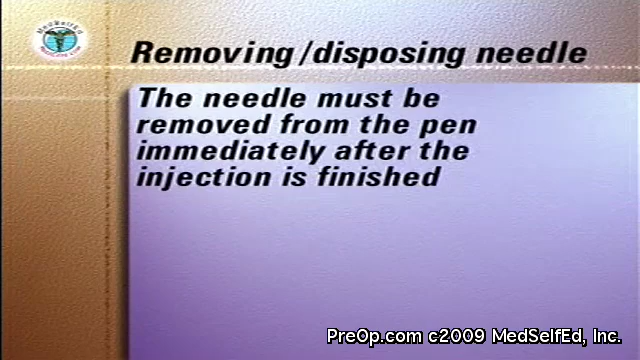 MedSelfEd
Removing/disposing needle
The needle must be
removed from the pen
immediately after the
injection is finished
PreOp.com c2009 MedSelfEd, Inc.